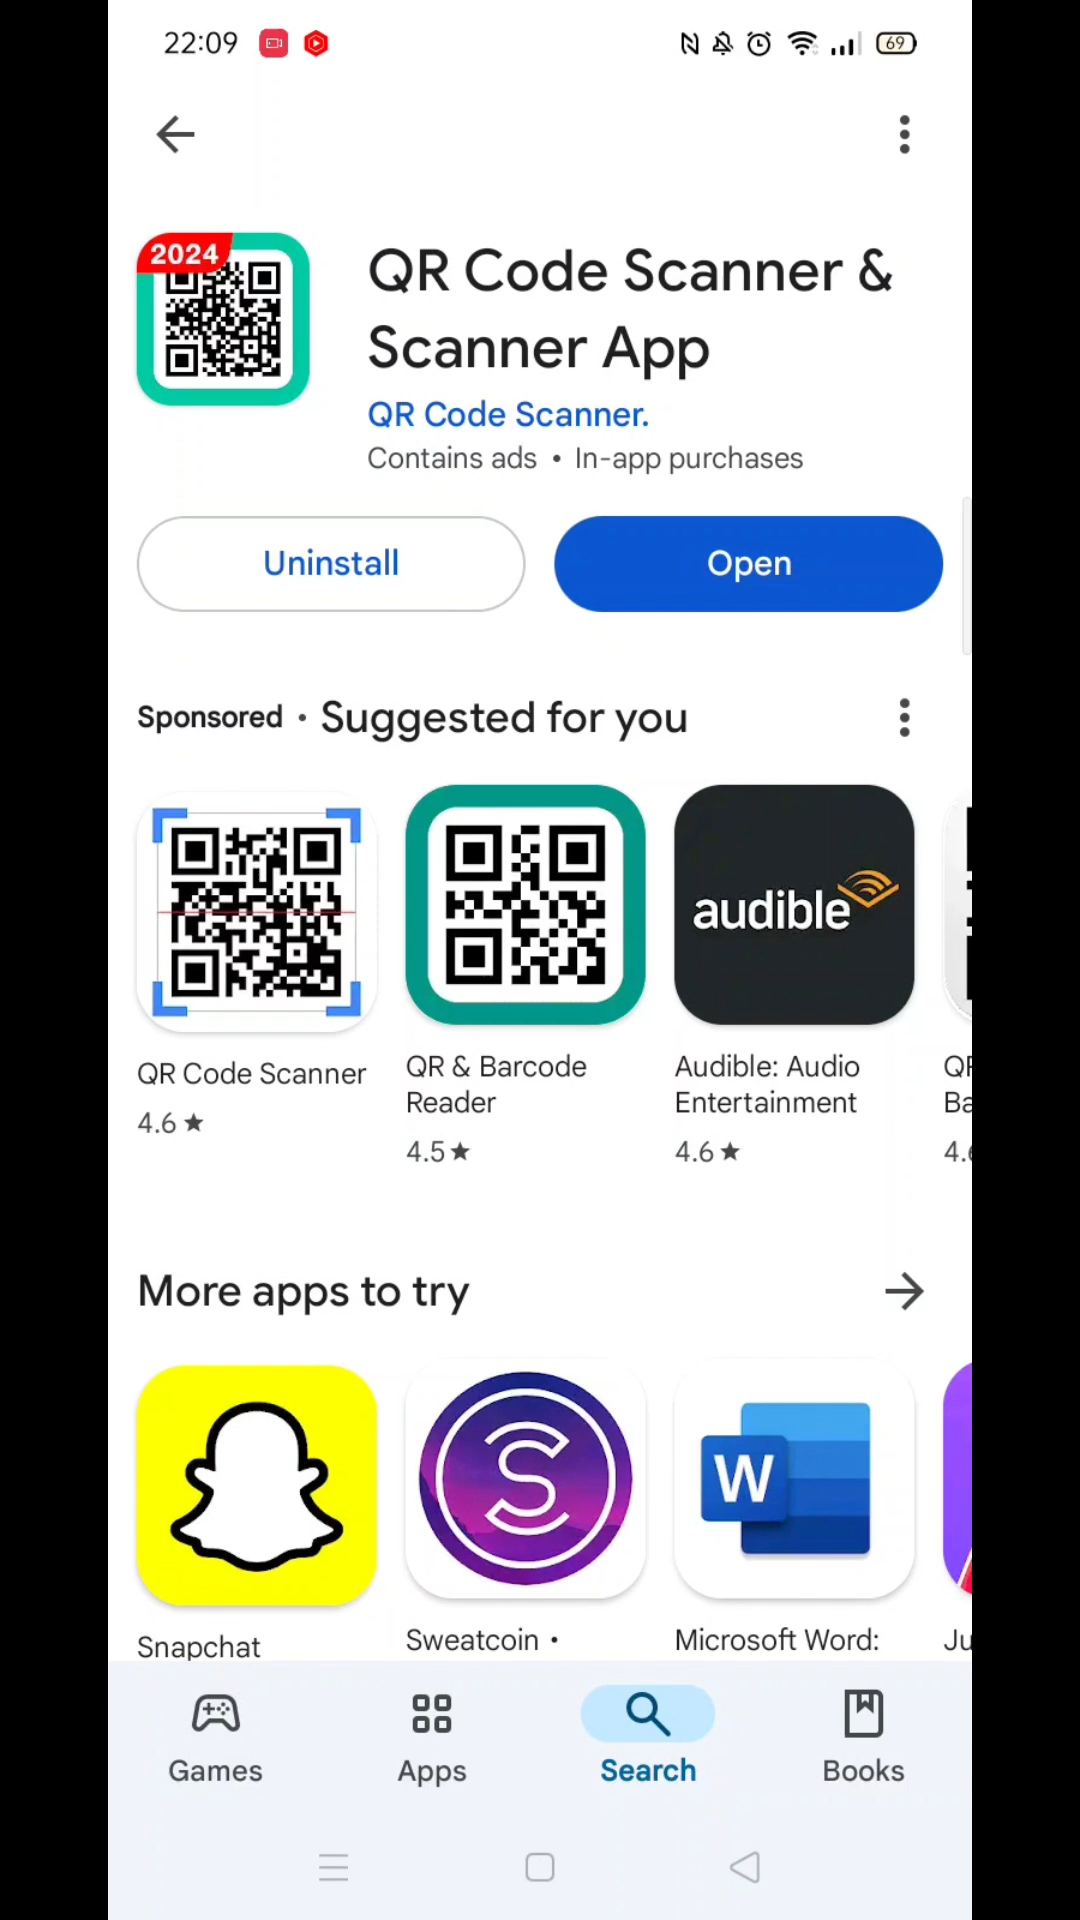 22:09
69
2024
QR Code Scanner &
Scanner App
QR Code Scanner.
Contains ads • In-app purchases
Uninstall
Open
Sponsored • Suggested for you
audible
QR Code Scanner
4.6 ★
QR & Barcode
Reader
4.5 ★
Audible: Audio
Entertainment
4.6 ★
More apps to try
W
Snapchat
Sweatcoin •
Microsoft Word:
Games
Apps
Search
Books